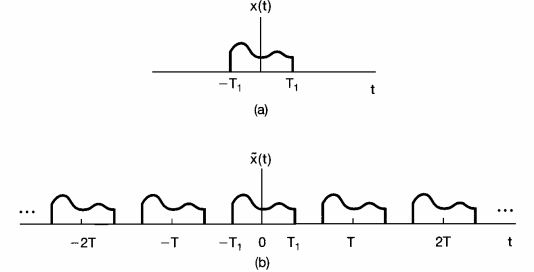 x(t)
−T₁ T₁ t
(a)
x̃(t)
... ...
−2T −T −T₁ 0 T₁ T 2T t
(b)